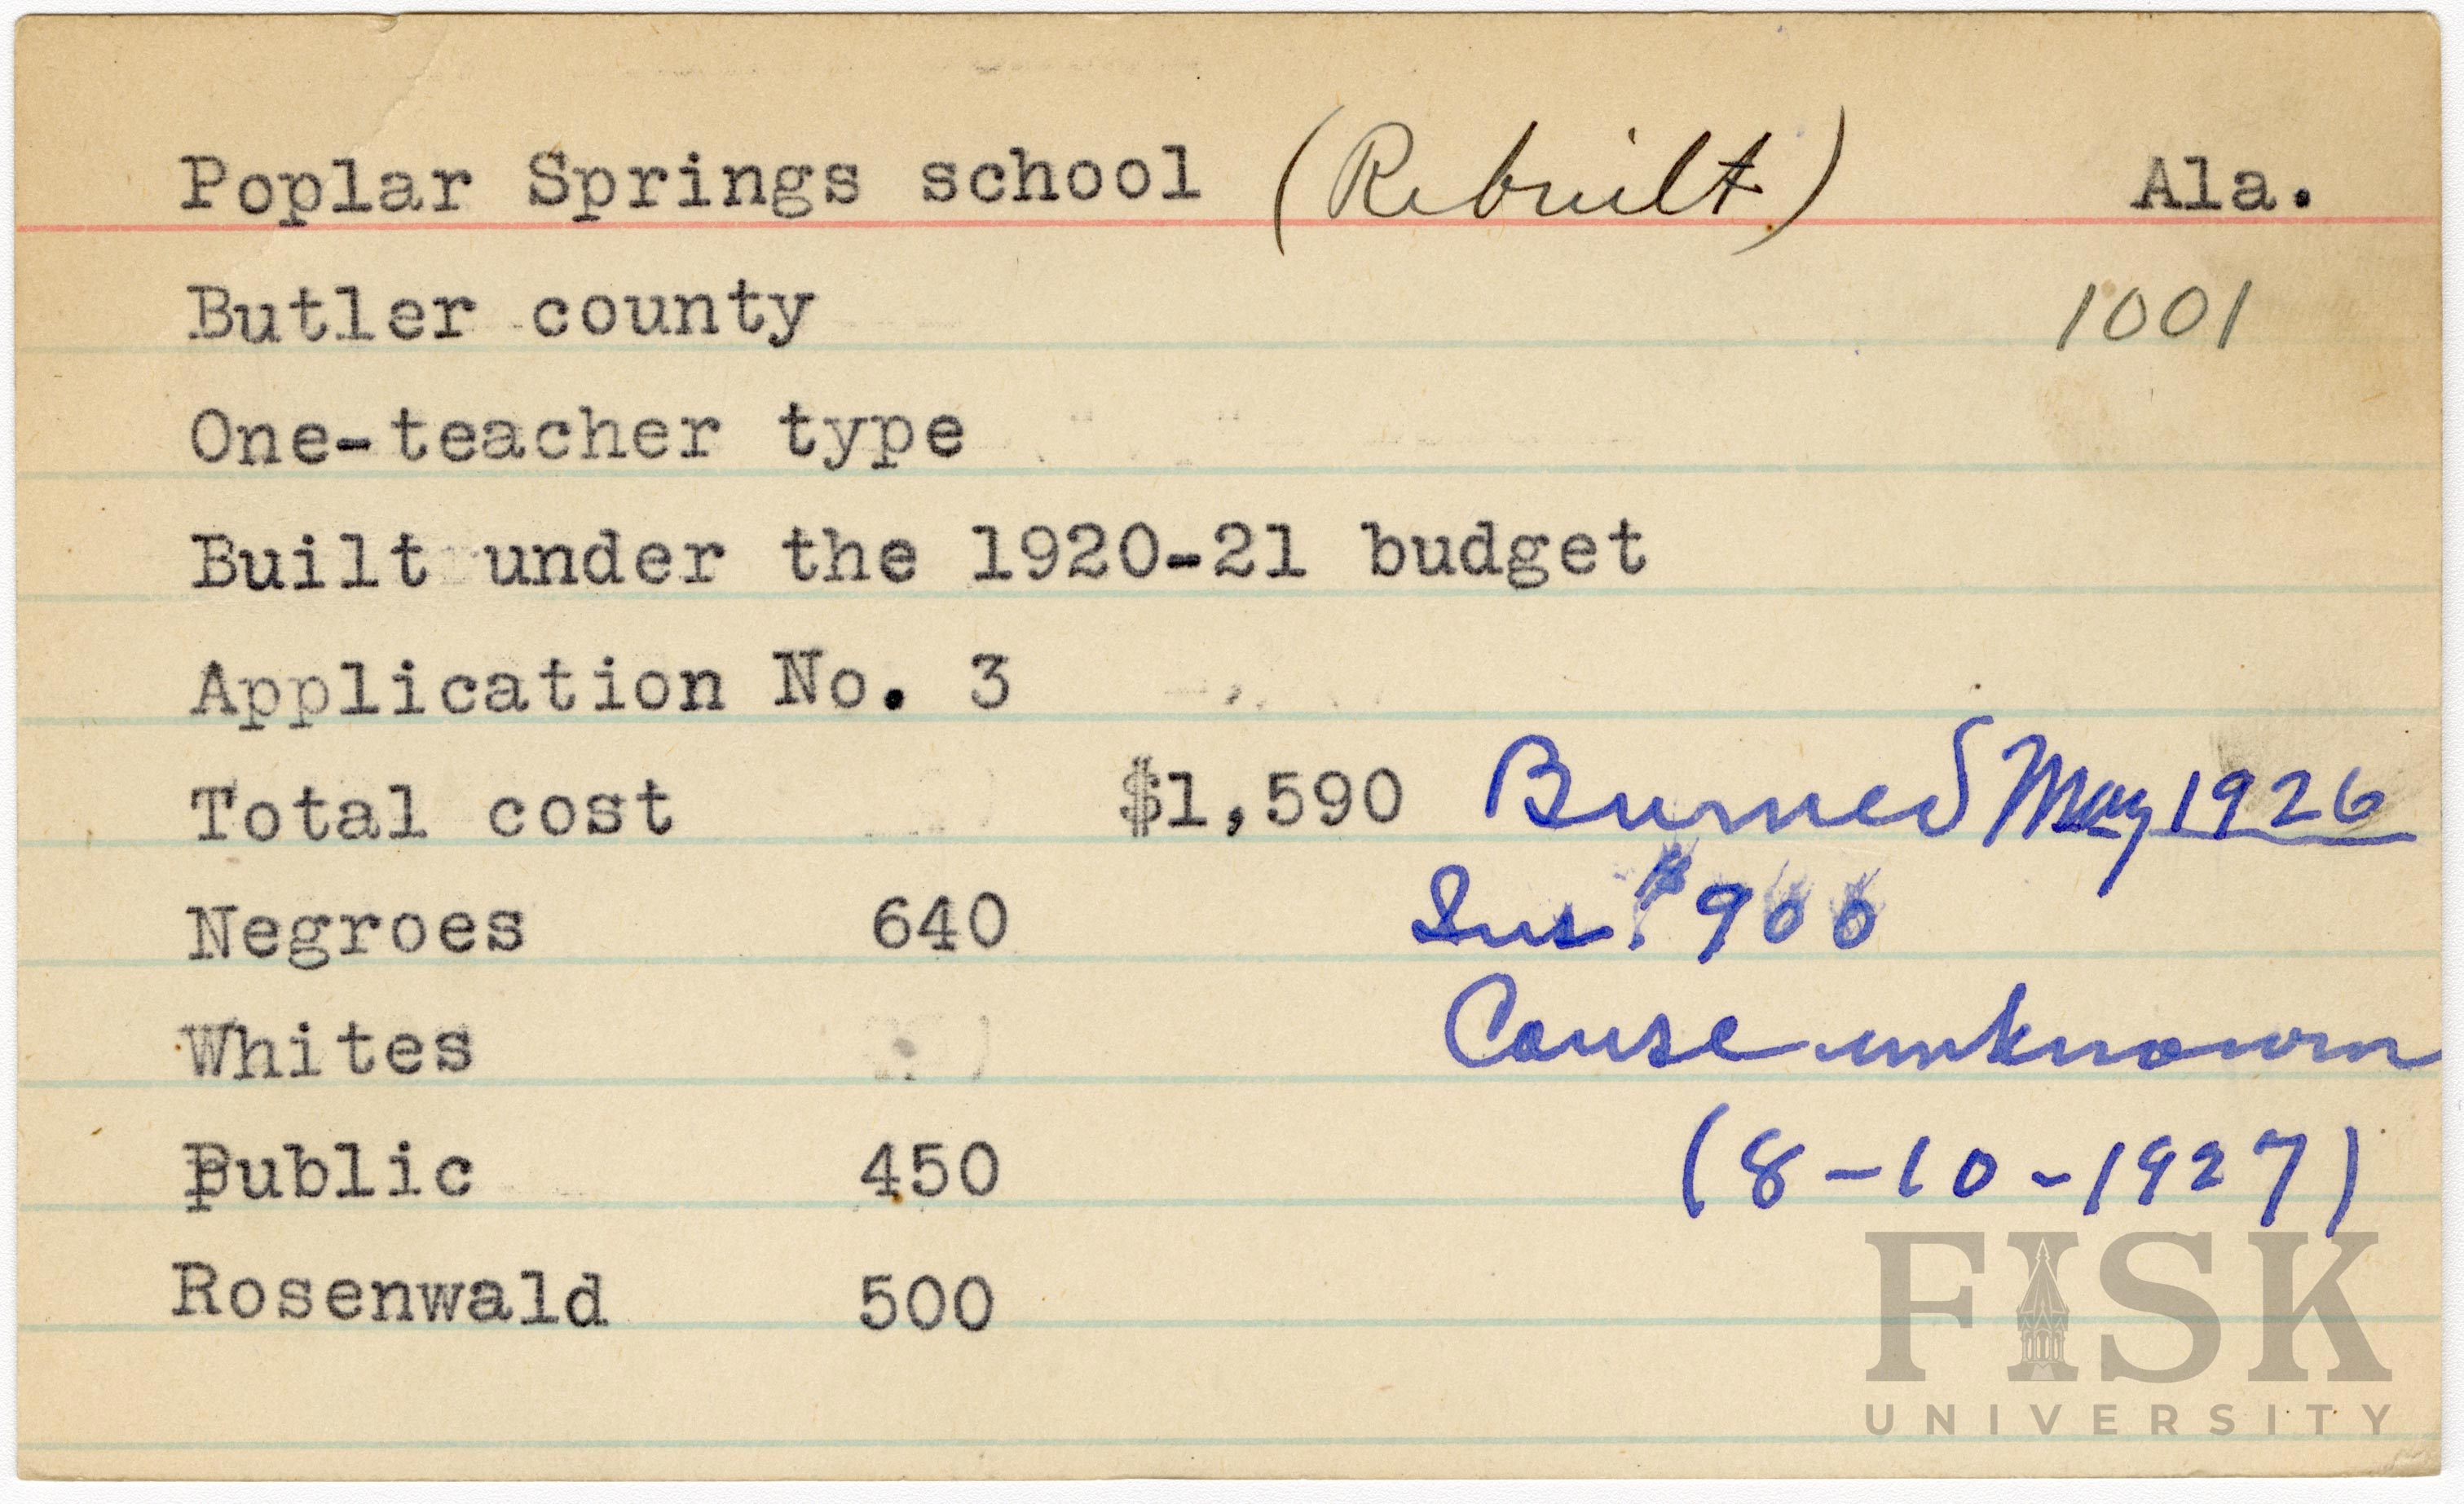 Poplar Springs school (Rebuilt) Ala.
Butler county 1001
One-teacher type
Built under the 1920-21 budget
Application No. 3
Total cost $1,590 Burned May 1926
Negroes 640 Ins. $900
Whites Cause unknown
Public 450 (8-10-1927)
Rosenwald 500
FISK
UNIVERSITY